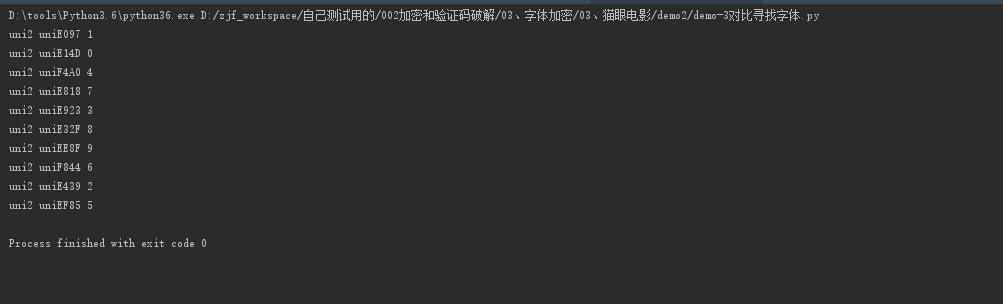 D:\tools\Python3.6\python36.exe D:/zjf_workspace/自己测试用的/002加密和验证码破解/03、字体加密/03、猫眼电影/demo2/demo-3对比寻找字体.py
uni2 uniE097 1
uni2 uniE14D 0
uni2 uniF4A0 4
uni2 uniE818 7
uni2 uniE923 3
uni2 uniE32F 8
uni2 uniEE8F 9
uni2 uniF844 6
uni2 uniE439 2
uni2 uniEF85 5
Process finished with exit code 0